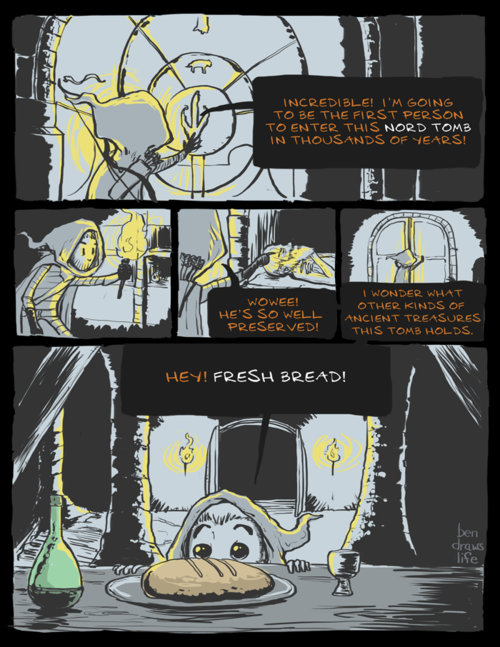 INCREDIBLE! I'M GOING
TO BE THE FIRST PERSON
TO ENTER THIS NORD TOMB
IN THOUSANDS OF YEARS!
WOWEE!
HE'S SO WELL
PRESERVED!
I WONDER WHAT
OTHER KINDS OF
ANCIENT TREASURES
THIS TOMB HOLDS.
HEY! FRESH BREAD!
ben
draws
life